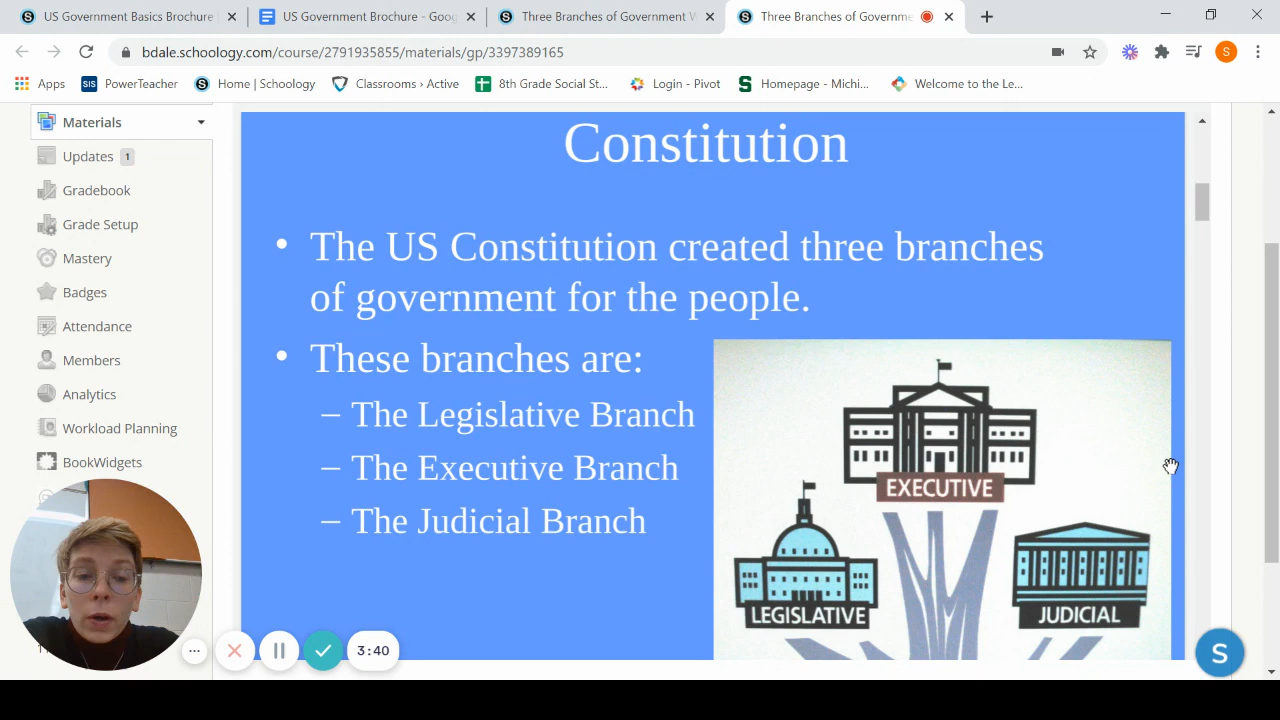 US Government Basics Brochure
US Government Brochure - Goog
Three Branches of Government W
Three Branches of Governme
bdale.schoology.com/course/2791935855/materials/gp/3397389165
S
Apps
SIS PowerTeacher
S Home | Schoology
Classrooms › Active
8th Grade Social St...
Login - Pivot
S Homepage - Michi...
Welcome to the Le...
Materials
Updates 1
Gradebook
Grade Setup
Mastery
Badges
Attendance
Members
Analytics
Workload Planning
BookWidgets
Constitution
• The US Constitution created three branches
of government for the people.
• These branches are:
– The Legislative Branch
– The Executive Branch
– The Judicial Branch
EXECUTIVE
LEGISLATIVE
JUDICIAL
3:40
S